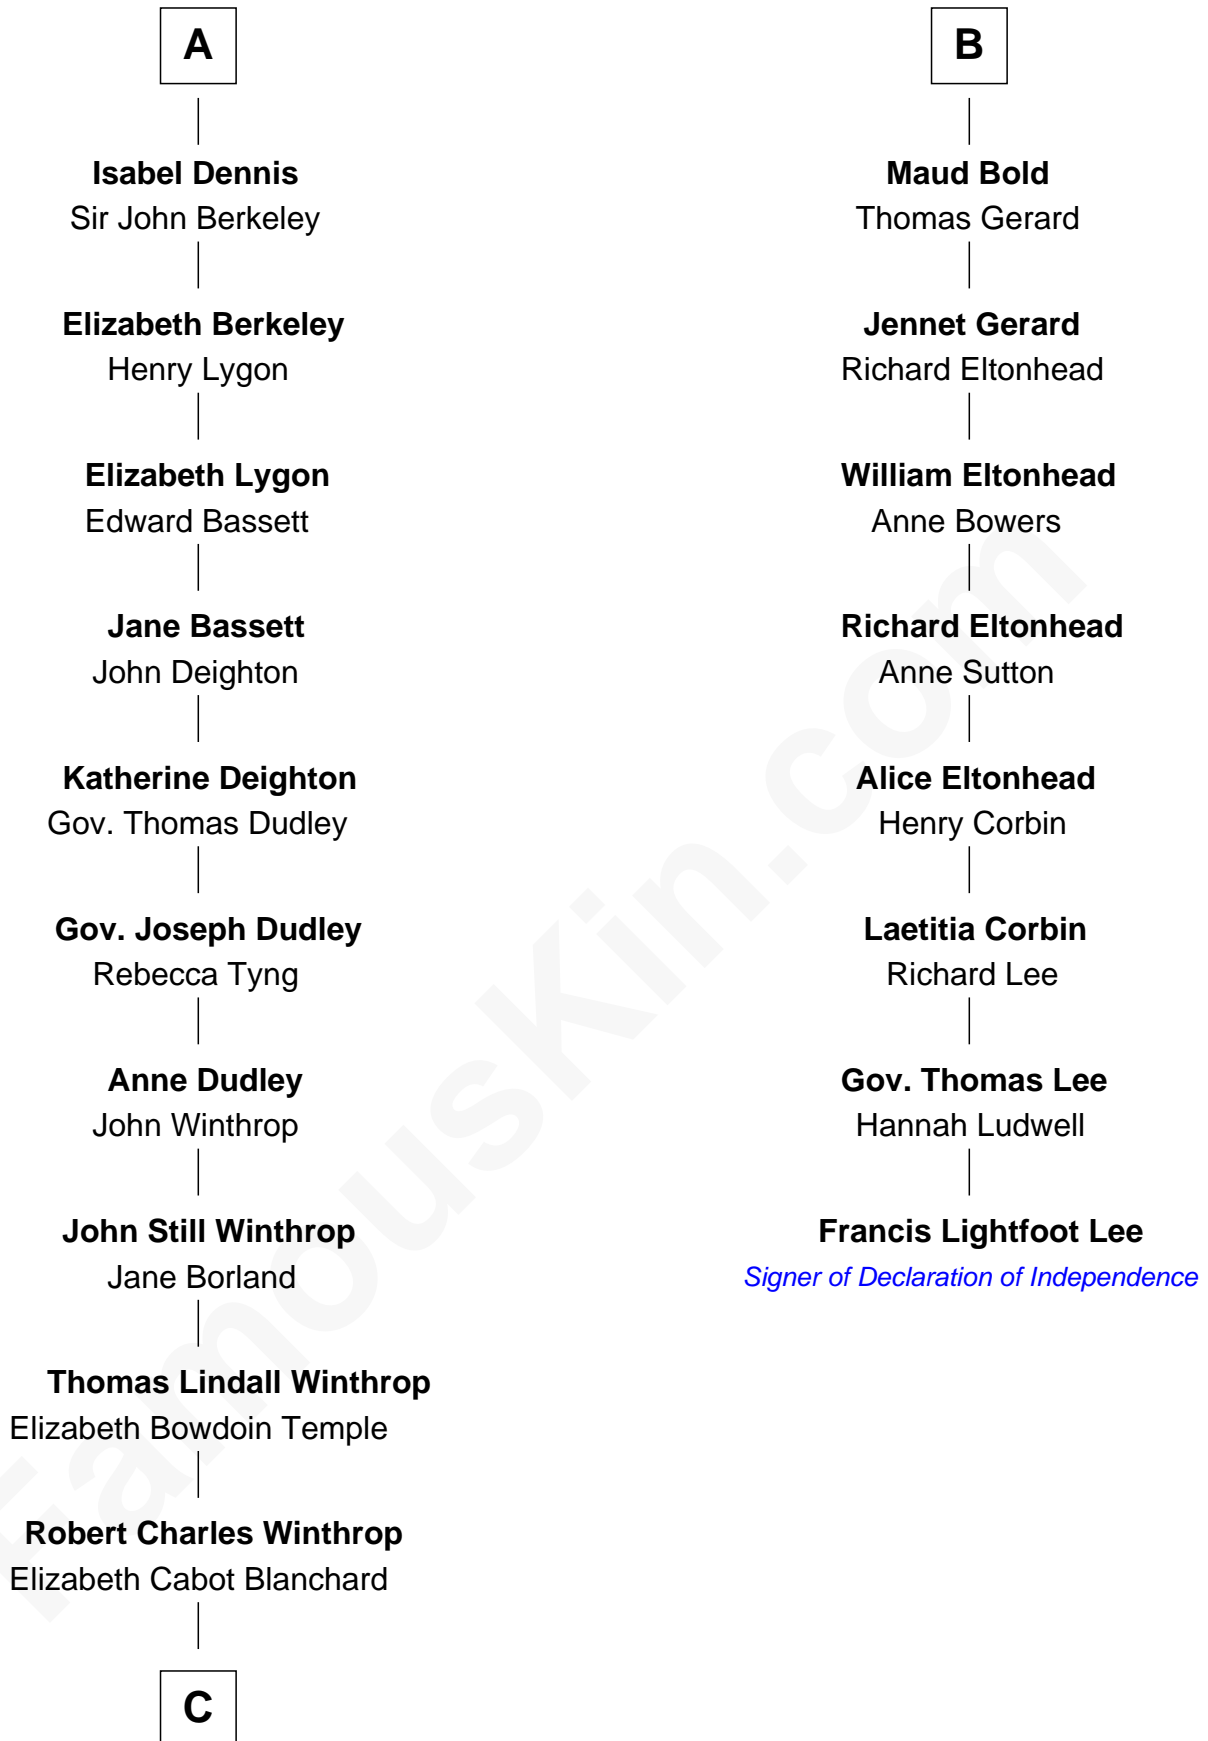 A
Isabel Dennis
Sir John Berkeley
Elizabeth Berkeley
Henry Lygon
Elizabeth Lygon
Edward Bassett
Jane Bassett
John Deighton
Katherine Deighton
Gov. Thomas Dudley
Gov. Joseph Dudley
Rebecca Tyng
Anne Dudley
John Winthrop
John Still Winthrop
Jane Borland
Thomas Lindall Winthrop
Elizabeth Bowdoin Temple
Robert Charles Winthrop
Elizabeth Cabot Blanchard
C
B
Maud Bold
Thomas Gerard
Jennet Gerard
Richard Eltonhead
William Eltonhead
Anne Bowers
Richard Eltonhead
Anne Sutton
Alice Eltonhead
Henry Corbin
Laetitia Corbin
Richard Lee
Gov. Thomas Lee
Hannah Ludwell
Francis Lightfoot Lee
Signer of Declaration of Independence
FamousKin.com